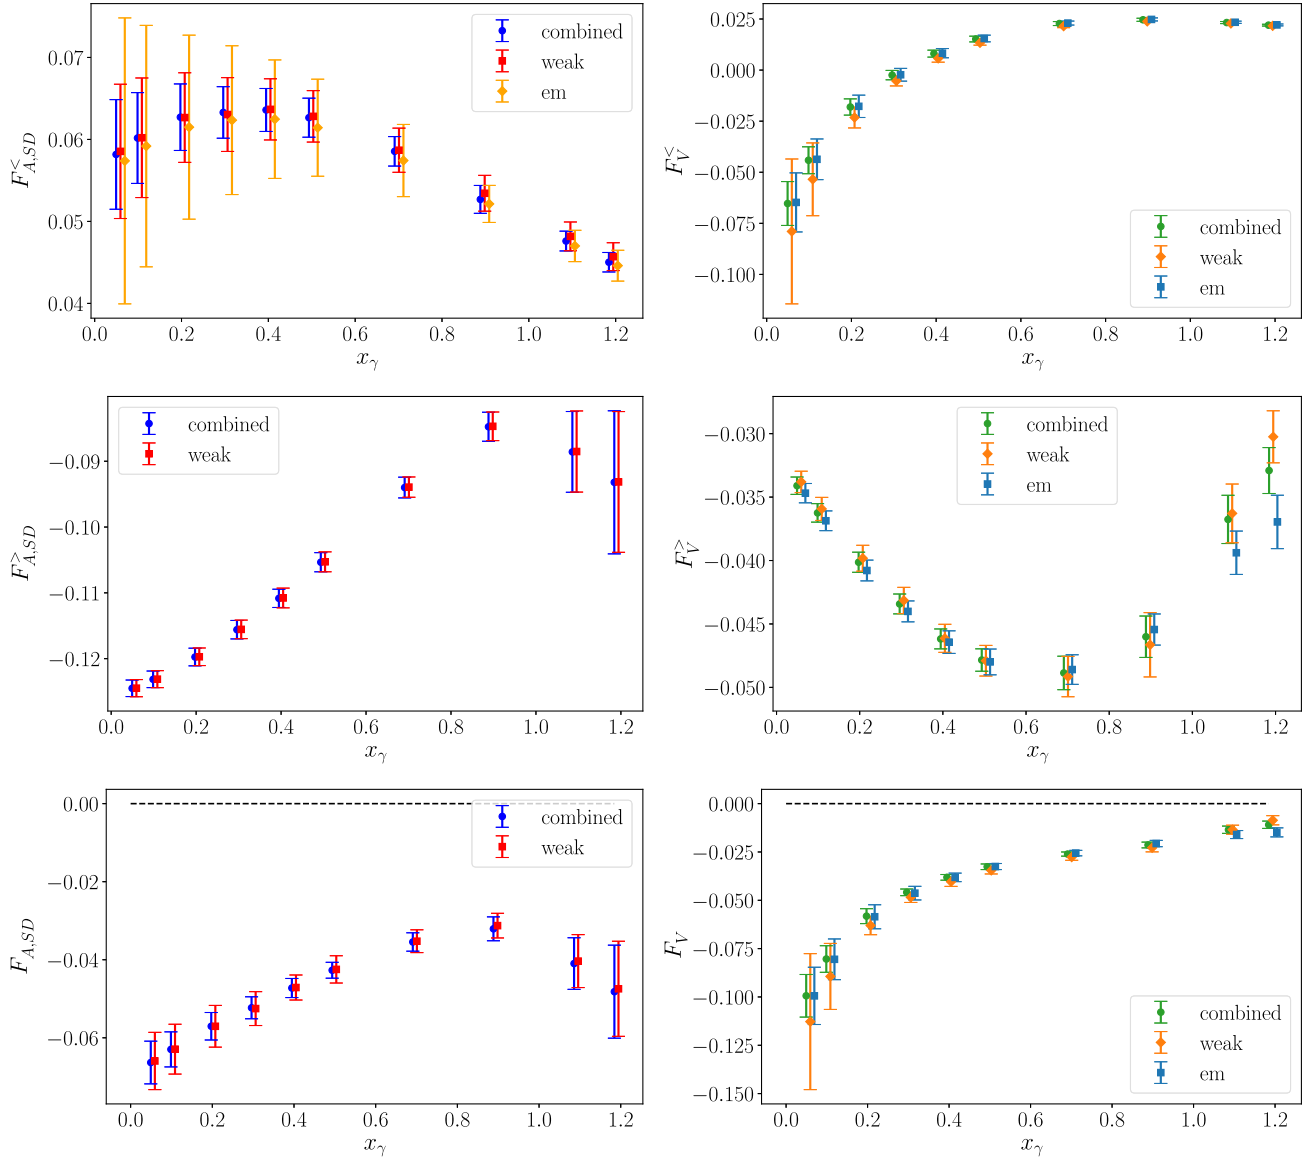 combined
weak
em
0.07
0.06
0.05
0.04
0.0 0.2 0.4 0.6 0.8 1.0 1.2
F^<_{A,SD}
x_γ
combined
weak
em
0.025
0.000
−0.025
−0.050
−0.075
−0.100
0.0 0.2 0.4 0.6 0.8 1.0 1.2
F^<_V
x_γ
combined
weak
−0.09
−0.10
−0.11
−0.12
0.0 0.2 0.4 0.6 0.8 1.0 1.2
F^>_{A,SD}
x_γ
combined
weak
em
−0.030
−0.035
−0.040
−0.045
−0.050
0.0 0.2 0.4 0.6 0.8 1.0 1.2
F^>_V
x_γ
combined
weak
0.00
−0.02
−0.04
−0.06
0.0 0.2 0.4 0.6 0.8 1.0 1.2
F_{A,SD}
x_γ
combined
weak
em
0.000
−0.025
−0.050
−0.075
−0.100
−0.125
−0.150
0.0 0.2 0.4 0.6 0.8 1.0 1.2
F_V
x_γ